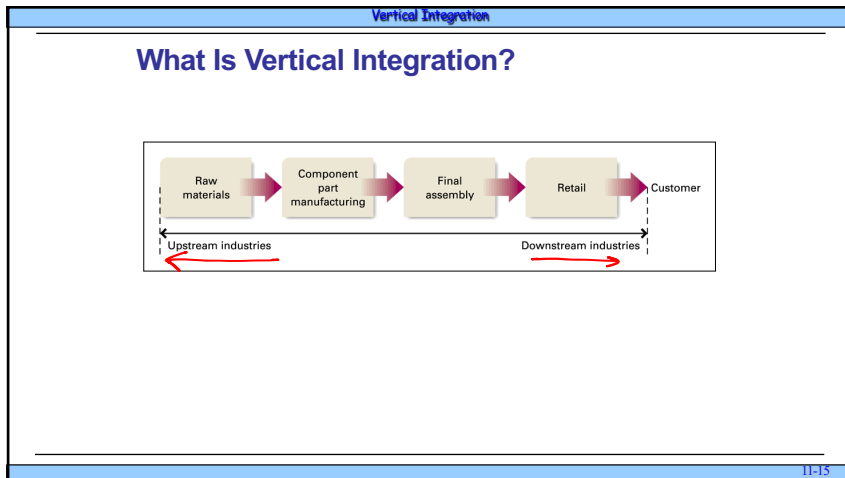 Vertical Integration
What Is Vertical Integration?
Raw
materials
Component
part
manufacturing
Final
assembly
Retail
Customer
Upstream industries
Downstream industries
11-15